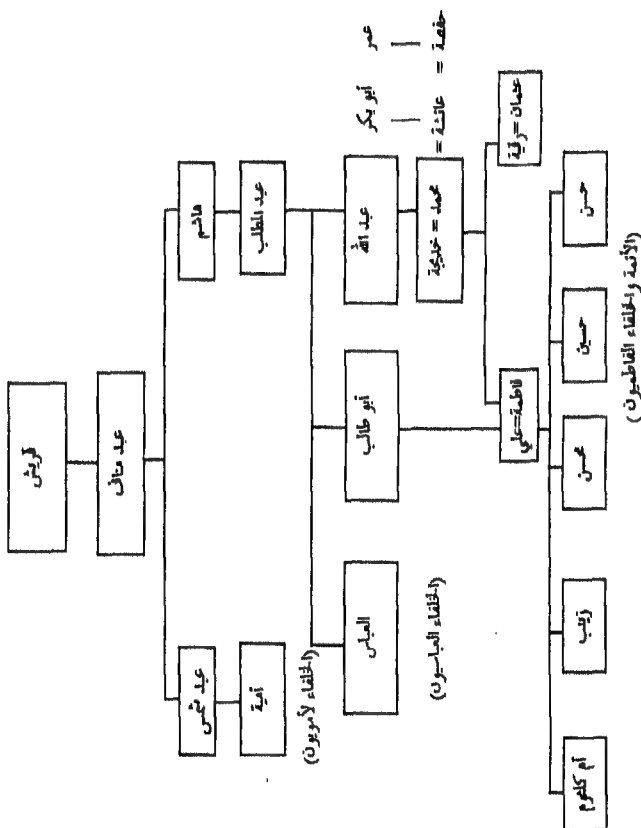 قريش
عبد مناف
هاشم
عبد شمس
عبد المطلب
أمية
(الخلفاء الأمويون)
عبد الله
أبو طالب
العباس
(الخلفاء العباسيون)
عمر
أبو بكر
محمد = خديجة
= عائشة
= حفصة
عثمان=رقية
فاطمة=علي
حسن
حسين
محسن
زينب
أم كلثوم
(الأئمة والخلفاء الفاطميون)